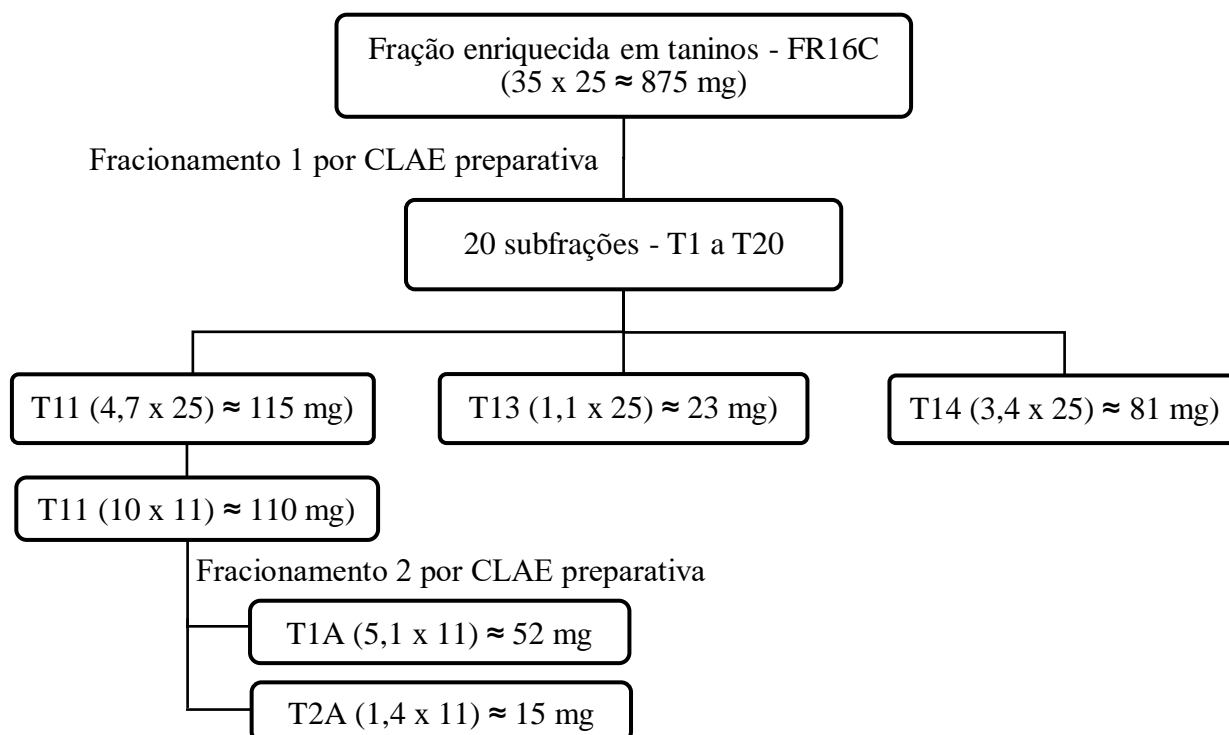 Fração enriquecida em taninos - FR16C
(35 x 25 ≈ 875 mg)
Fracionamento 1 por CLAE preparativa
20 subfrações - T1 a T20
T11 (4,7 x 25) ≈ 115 mg)
T13 (1,1 x 25) ≈ 23 mg)
T14 (3,4 x 25) ≈ 81 mg)
T11 (10 x 11) ≈ 110 mg)
Fracionamento 2 por CLAE preparativa
T1A (5,1 x 11) ≈ 52 mg
T2A (1,4 x 11) ≈ 15 mg